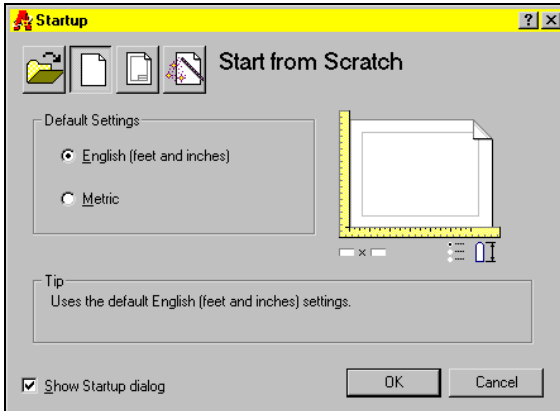 Startup
Start from Scratch
Default Settings
English (feet and inches)
Metric
Tip
Uses the default English (feet and inches) settings.
Show Startup dialog
OK
Cancel